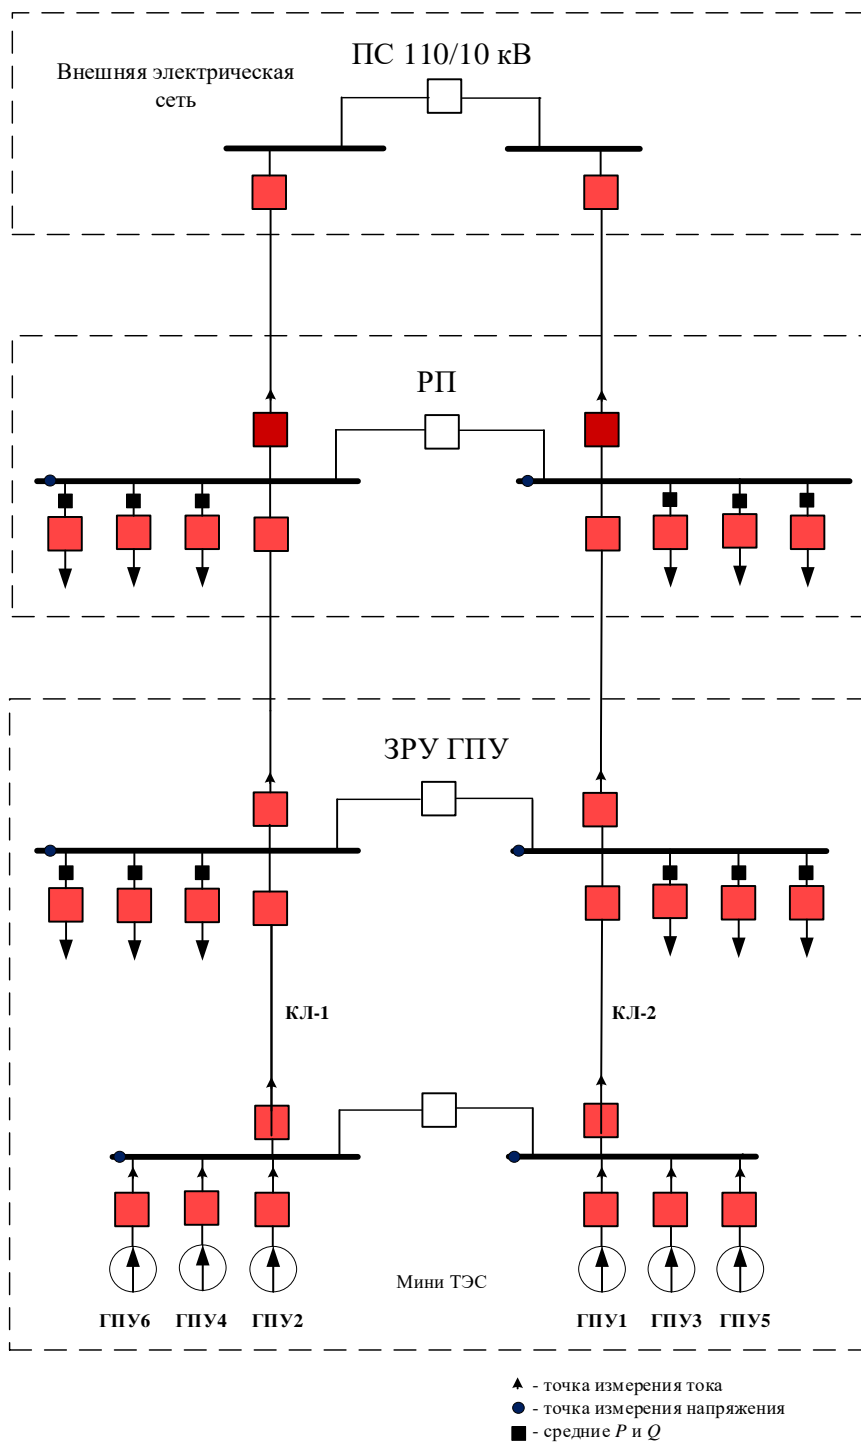 ПС 110/10 кВ
Внешняя электрическая
сеть
РП
ЗРУ ГПУ
КЛ-1
КЛ-2
Мини ТЭС
ГПУ6
ГПУ4
ГПУ2
ГПУ1
ГПУ3
ГПУ5
- точка измерения тока
- точка измерения напряжения
- средние P и Q